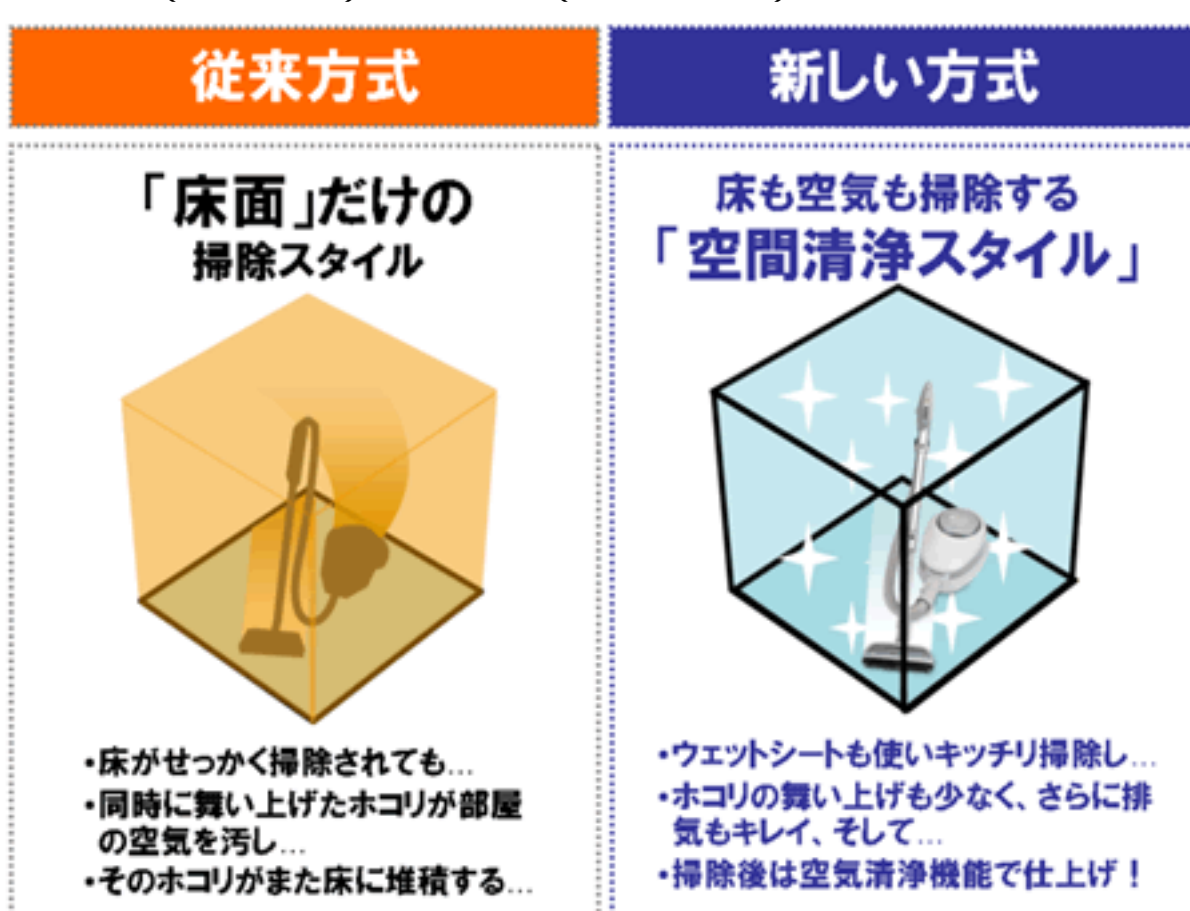 従来方式
「床面」だけの
掃除スタイル
・床がせっかく掃除されても…
・同時に舞い上げたホコリが部屋
の空気を汚し…
・そのホコリがまた床に堆積する…
新しい方式
床も空気も掃除する
「空間清浄スタイル」
・ウェットシートも使いキッチリ掃除し…
・ホコリの舞い上げも少なく、さらに排
気もキレイ、そして…
・掃除後は空気清浄機能で仕上げ！